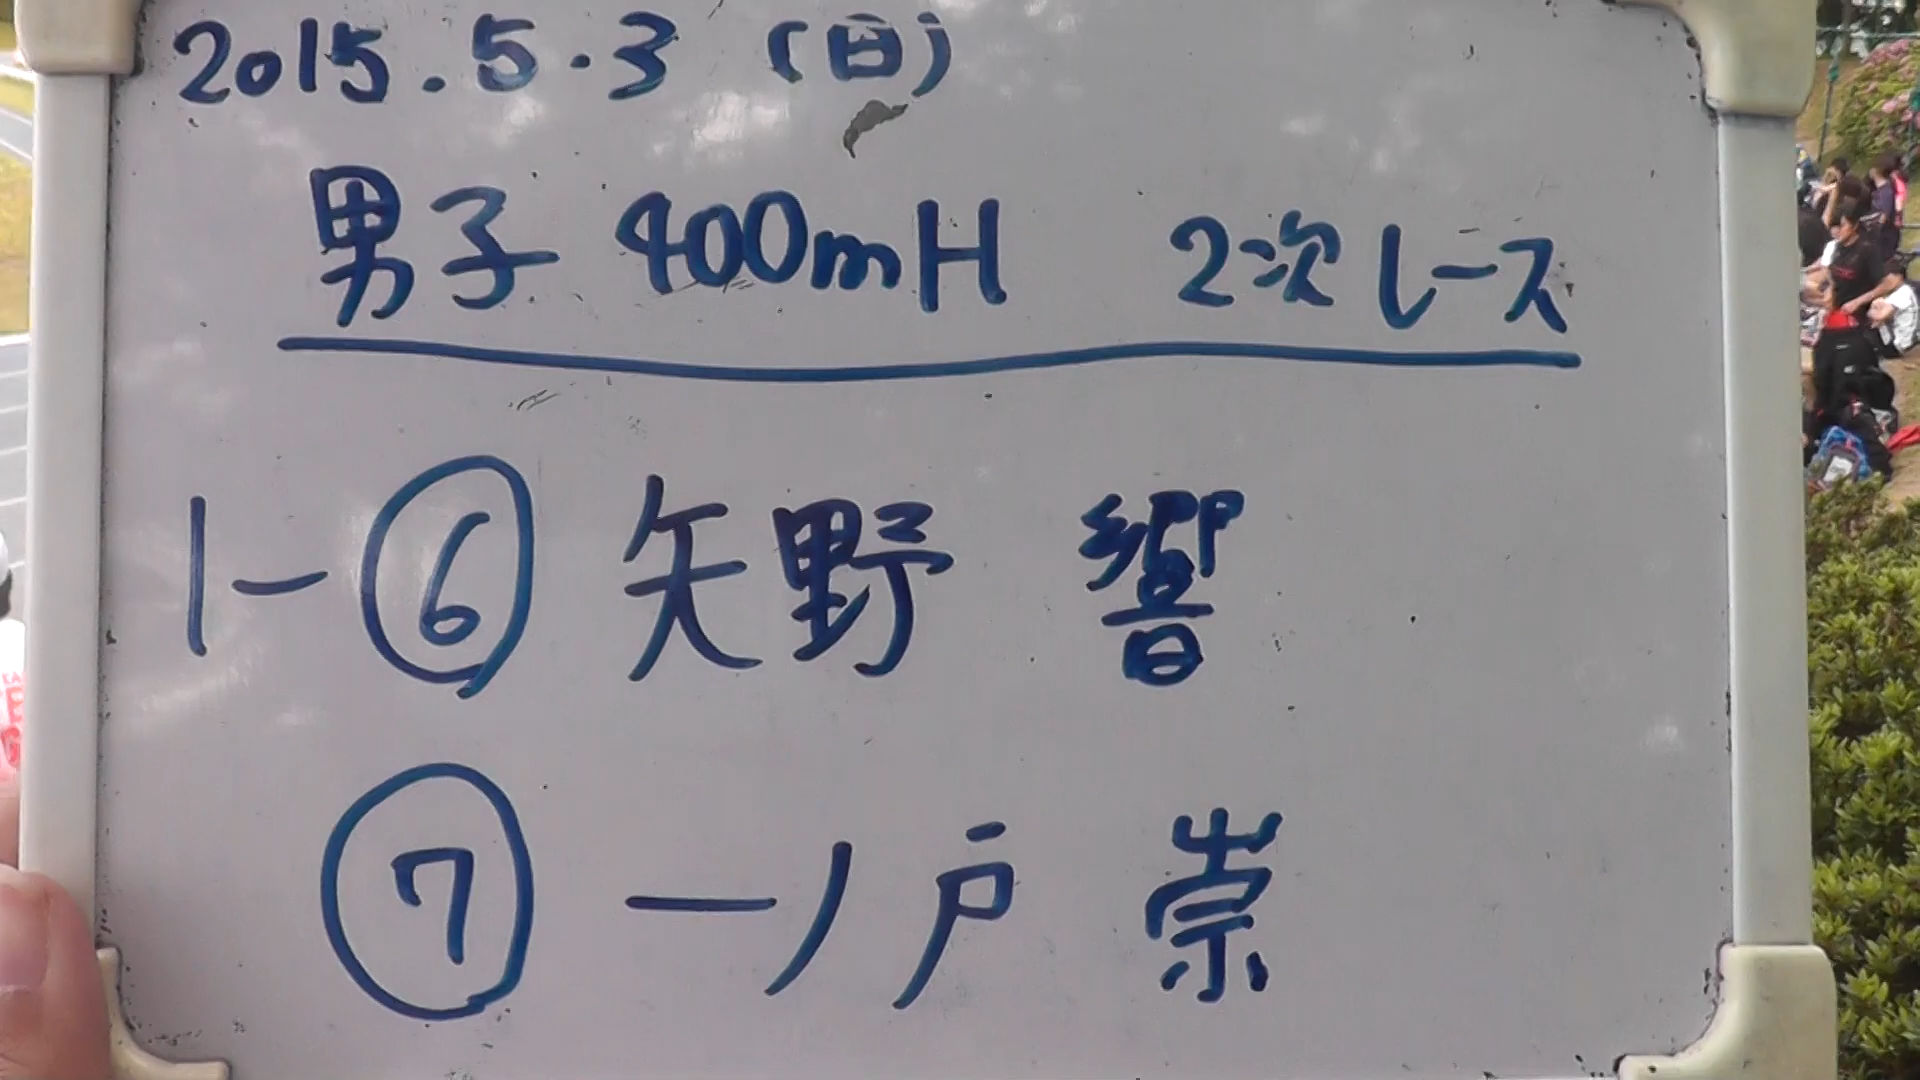 2015.5.3 (日)
男子 400mH 2次レース
1-⑥ 矢野 響
⑦ 一ノ戸 崇